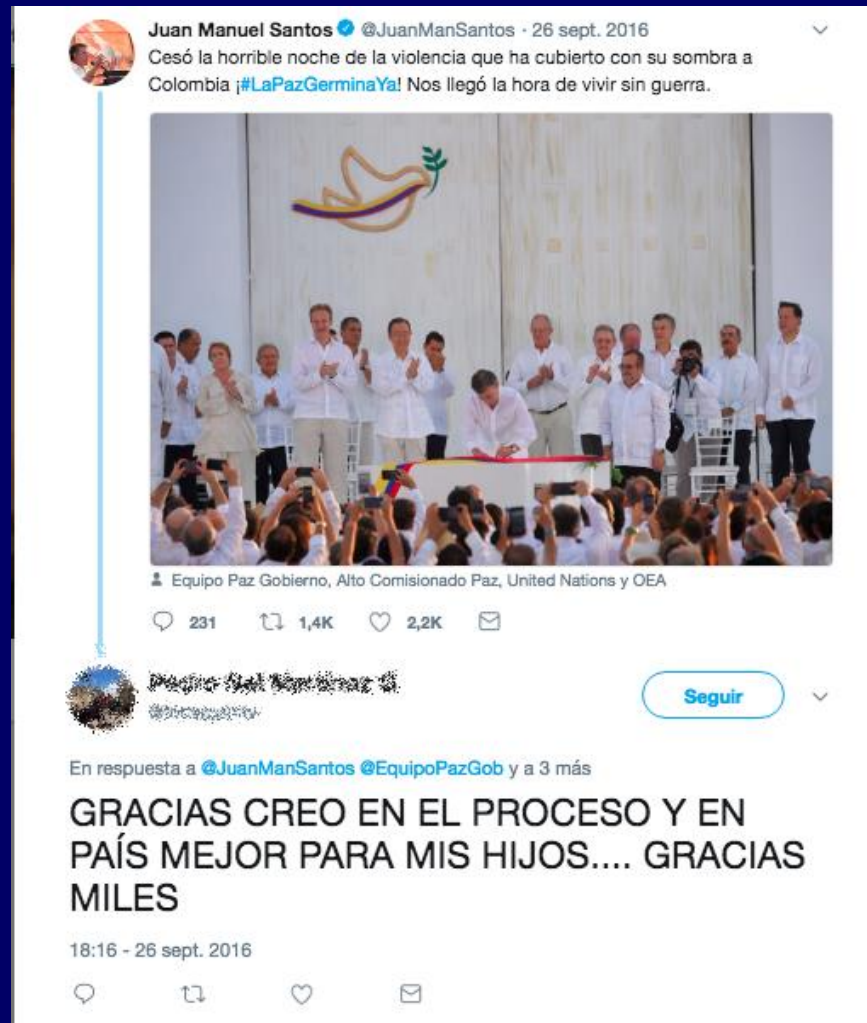 Juan Manuel Santos @JuanManSantos · 26 sept. 2016
Cesó la horrible noche de la violencia que ha cubierto con su sombra a
Colombia ¡#LaPazGerminaYa! Nos llegó la hora de vivir sin guerra.
Equipo Paz Gobierno, Alto Comisionado Paz, United Nations y OEA
231 1,4K 2,2K
Seguir
En respuesta a @JuanManSantos @EquipoPazGob y a 3 más
GRACIAS CREO EN EL PROCESO Y EN
PAÍS MEJOR PARA MIS HIJOS.... GRACIAS
MILES
18:16 - 26 sept. 2016